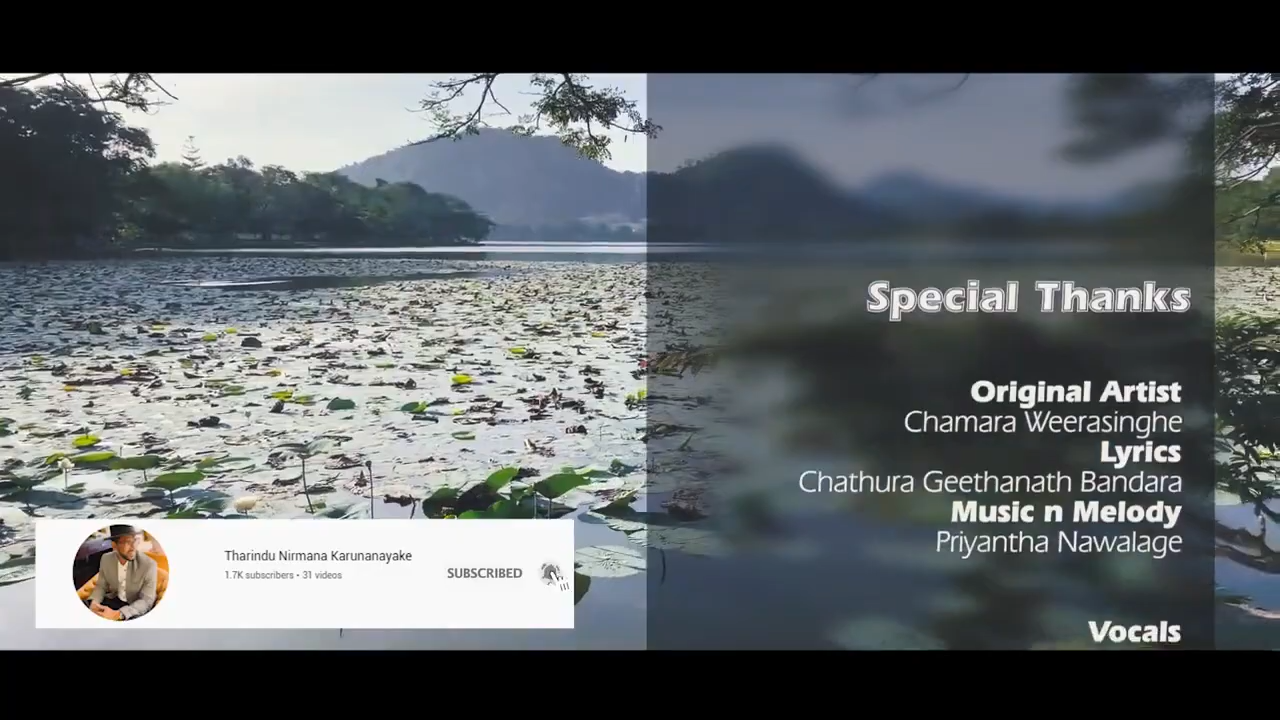 Special Thanks
Original Artist
Chamara Weerasinghe
Lyrics
Chathura Geethanath Bandara
Music n Melody
Priyantha Nawalage
Vocals
Tharindu Nirmana Karunanayake
1.7K subscribers • 31 videos
SUBSCRIBED